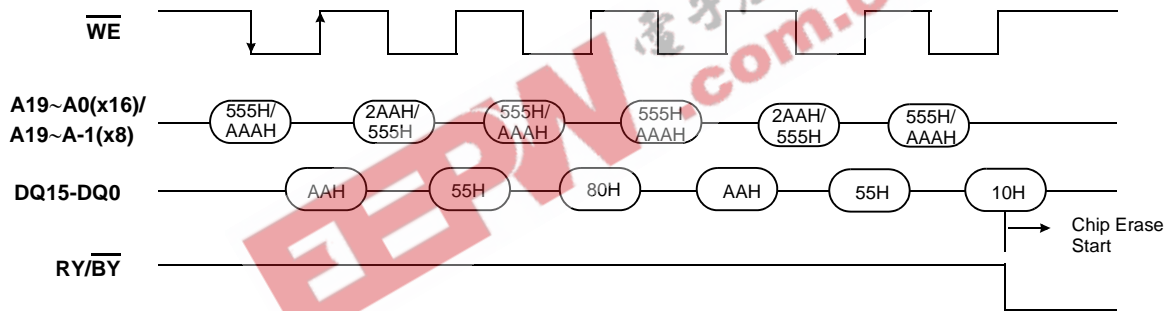 WE
A19~A0(x16)/
A19~A-1(x8)
555H/
AAAH
2AAH/
555H
555H/
AAAH
555H
AAAH
2AAH/
555H
555H/
AAAH
DQ15-DQ0
AAH
55H
80H
AAH
55H
10H
Chip Erase
Start
RY/BY
EEPW
.com.c